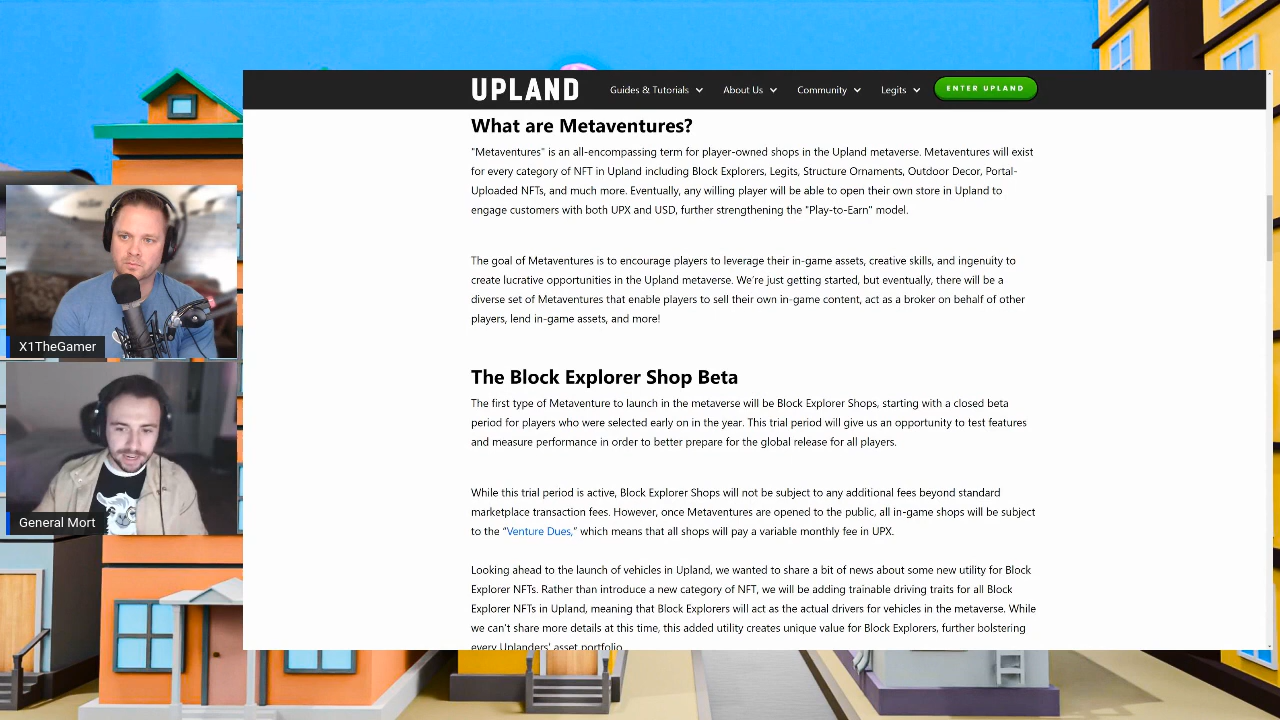 UPLAND
Guides & Tutorials
About Us
Community
Legits
ENTER UPLAND
What are Metaventures?
"Metaventures" is an all-encompassing term for player-owned shops in the Upland metaverse. Metaventures will exist
for every category of NFT in Upland including Block Explorers, Legits, Structure Ornaments, Outdoor Decor, Portal-
Uploaded NFTs, and much more. Eventually, any willing player will be able to open their own store in Upland to
engage customers with both UPX and USD, further strengthening the "Play-to-Earn" model.
The goal of Metaventures is to encourage players to leverage their in-game assets, creative skills, and ingenuity to
create lucrative opportunities in the Upland metaverse. We're just getting started, but eventually, there will be a
diverse set of Metaventures that enable players to sell their own in-game content, act as a broker on behalf of other
players, lend in-game assets, and more!
The Block Explorer Shop Beta
The first type of Metaventure to launch in the metaverse will be Block Explorer Shops, starting with a closed beta
period for players who were selected early on in the year. This trial period will give us an opportunity to test features
and measure performance in order to better prepare for the global release for all players.
While this trial period is active, Block Explorer Shops will not be subject to any additional fees beyond standard
marketplace transaction fees. However, once Metaventures are opened to the public, all in-game shops will be subject
to the "Venture Dues," which means that all shops will pay a variable monthly fee in UPX.
Looking ahead to the launch of vehicles in Upland, we wanted to share a bit of news about some new utility for Block
Explorer NFTs. Rather than introduce a new category of NFT, we will be adding trainable driving traits for all Block
Explorer NFTs in Upland, meaning that Block Explorers will act as the actual drivers for vehicles in the metaverse. While
we can't share more details at this time, this added utility creates unique value for Block Explorers, further bolstering
every Uplanders' asset portfolio.
X1TheGamer
General Mort